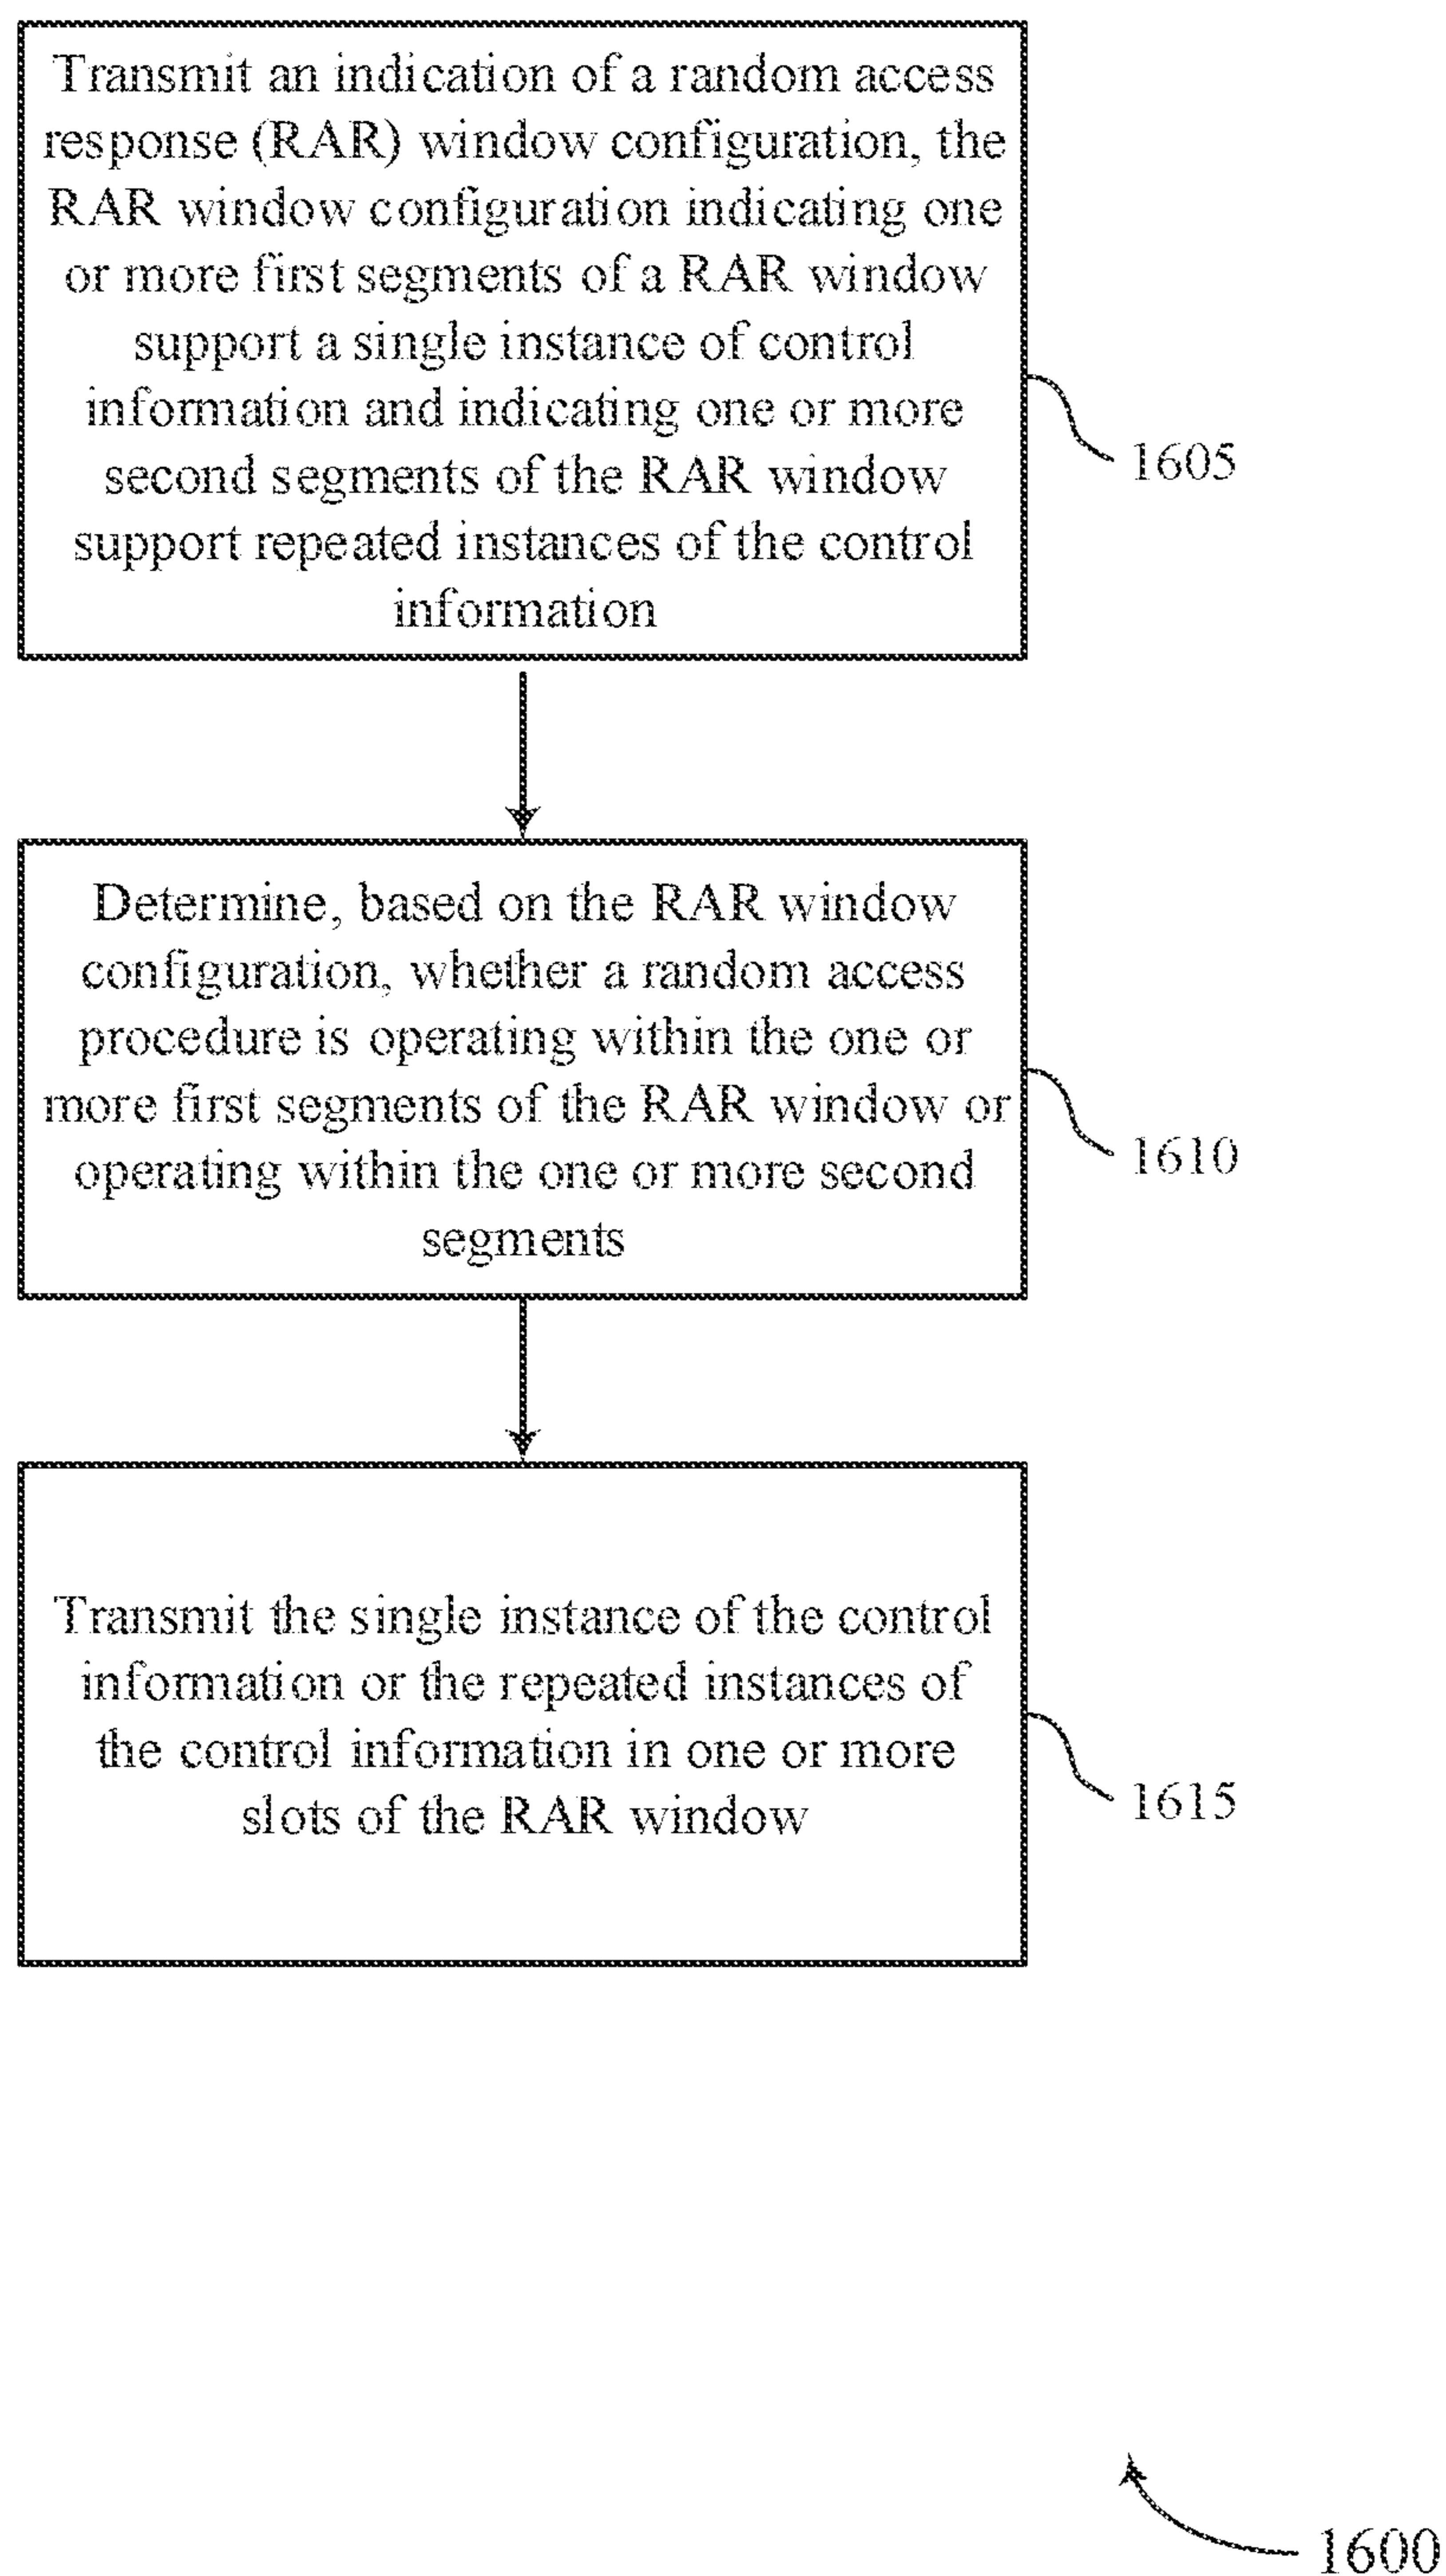 Transmit an indication of a random access
response (RAR) window configuration, the
RAR window configuration indicating one
or more first segments of a RAR window
support a single instance of control
information and indicating one or more
second segments of the RAR window
support repeated instances of the control
information
1605
Determine, based on the RAR window
configuration, whether a random access
procedure is operating within the one or
more first segments of the RAR window or
operating within the one or more second
segments
1610
Transmit the single instance of the control
information or the repeated instances of
the control information in one or more
slots of the RAR window
1615
1600